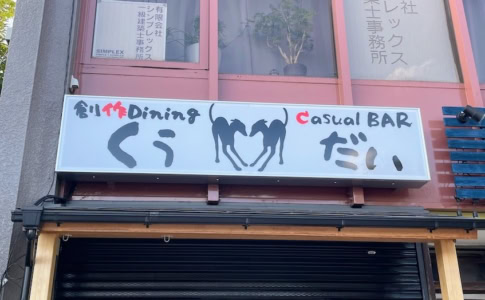 有限会社
シンプレックス
一級建築士事務所
SIMPLEX
会社
レックス
士事務所
創作Dining
Casual BAR
くぅ
だい